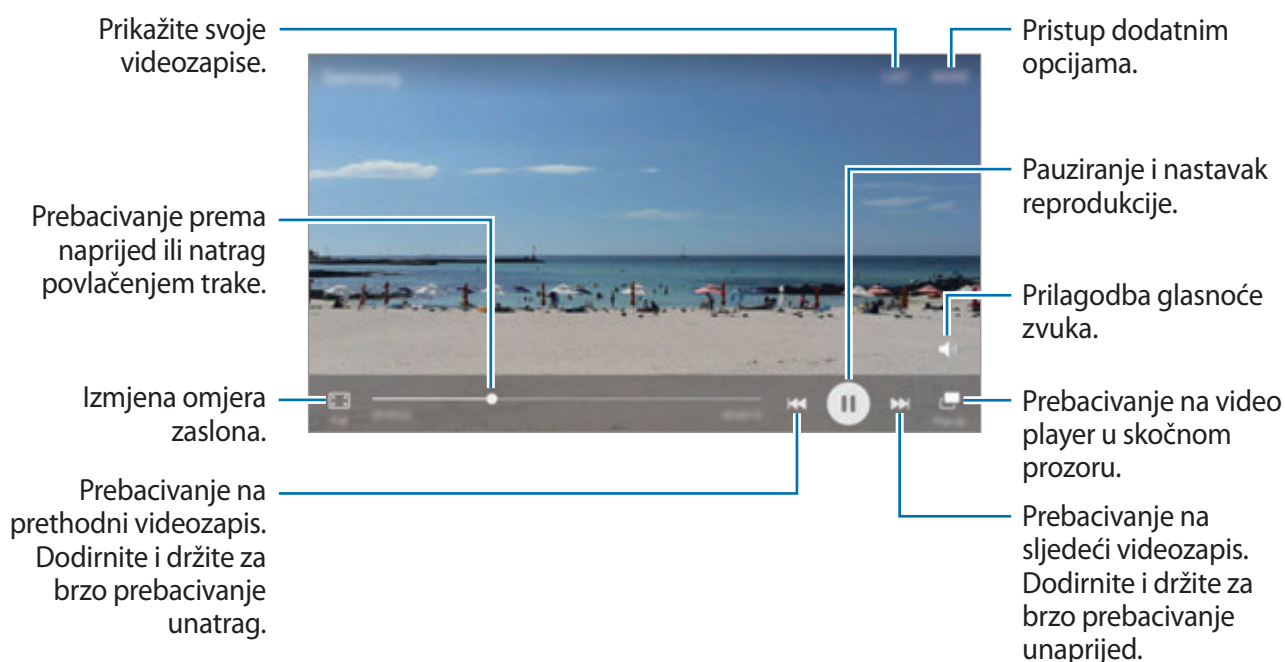 Prikažite svoje
videozapise.
Prebacivanje prema
naprijed ili natrag
povlačenjem trake.
Izmjena omjera
zaslona.
Prebacivanje na
prethodni videozapis.
Dodirnite i držite za
brzo prebacivanje
unatrag.
Samsung
Pristup dodatnim
opcijama.
Pauziranje i nastavak
reprodukcije.
Prilagodba glasnoće
zvuka.
Prebacivanje na video
player u skočnom
prozoru.
Prebacivanje na
sljedeći videozapis.
Dodirnite i držite za
brzo prebacivanje
unaprijed.